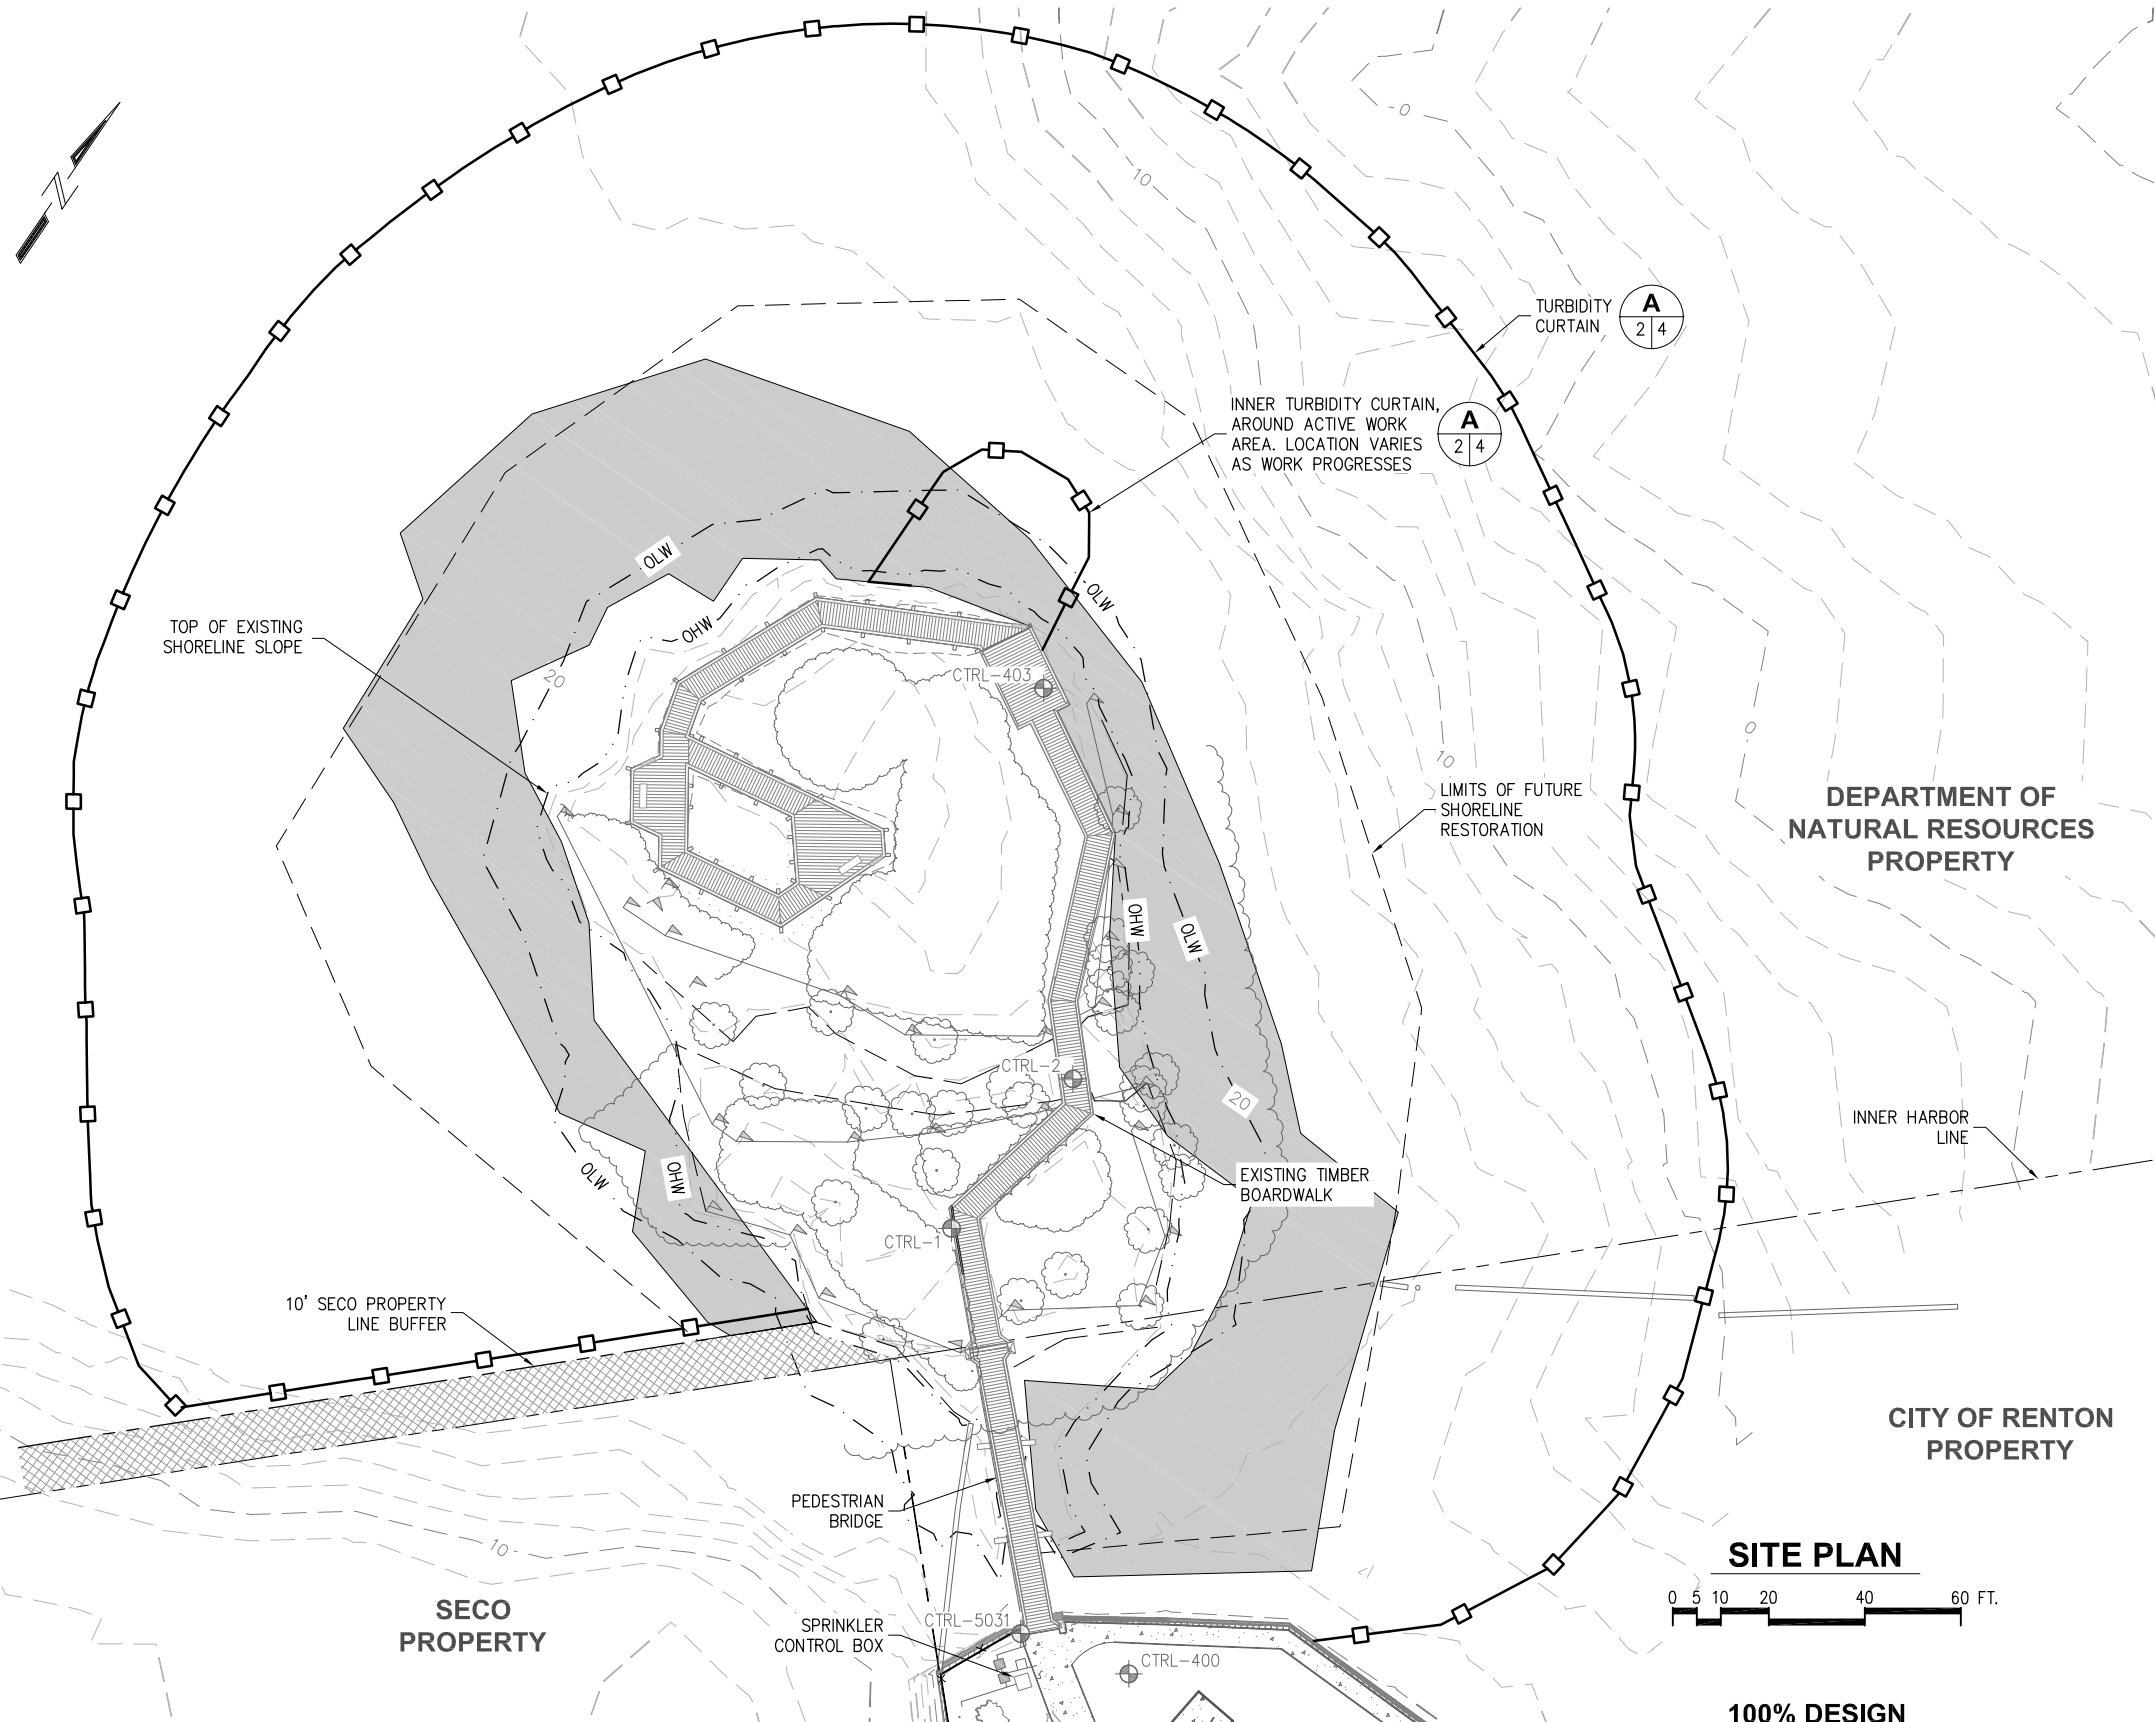 0
10
TURBIDITY
CURTAIN
A
2 4
INNER TURBIDITY CURTAIN,
AROUND ACTIVE WORK
AREA. LOCATION VARIES
AS WORK PROGRESSES
A
2 4
N
OLW
OLW
OHW
TOP OF EXISTING
SHORELINE SLOPE
20
CTRL-403
0
10
LIMITS OF FUTURE
SHORELINE
RESTORATION
DEPARTMENT OF
NATURAL RESOURCES
PROPERTY
OHW
OLW
CTRL-2
20
INNER HARBOR
LINE
OLW
OHW
EXISTING TIMBER
BOARDWALK
CTRL-1
10' SECO PROPERTY
LINE BUFFER
CITY OF RENTON
PROPERTY
PEDESTRIAN
BRIDGE
10
SITE PLAN
0 5 10 20 40 60 FT.
SECO
PROPERTY
SPRINKLER
CONTROL BOX
CTRL-5031
CTRL-400
100% DESIGN